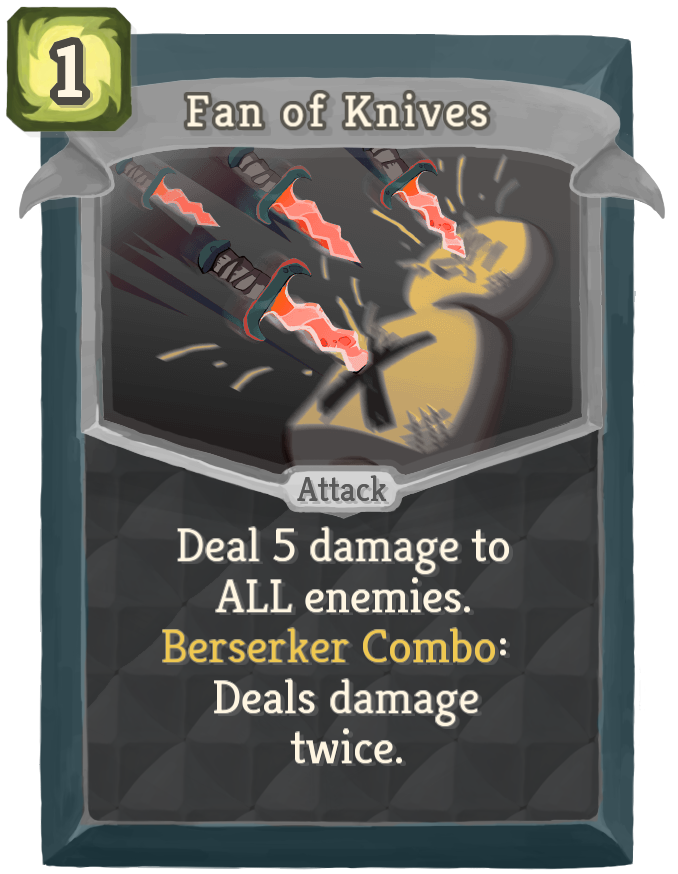 1
Fan of Knives
Attack
Deal 5 damage to
ALL enemies.
Berserker Combo:
Deals damage
twice.